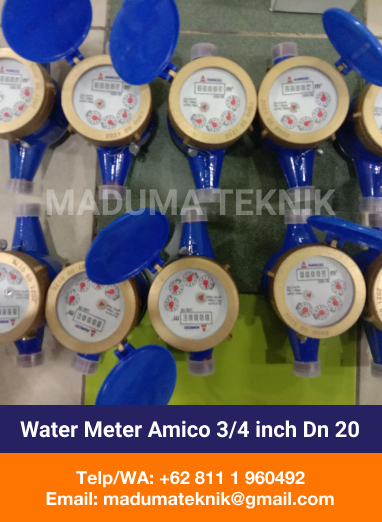 MADUMA TEKNIK
Water Meter Amico 3/4 inch Dn 20
Telp/WA: +62 811 1 960492
Email: madumateknik@gmail.com